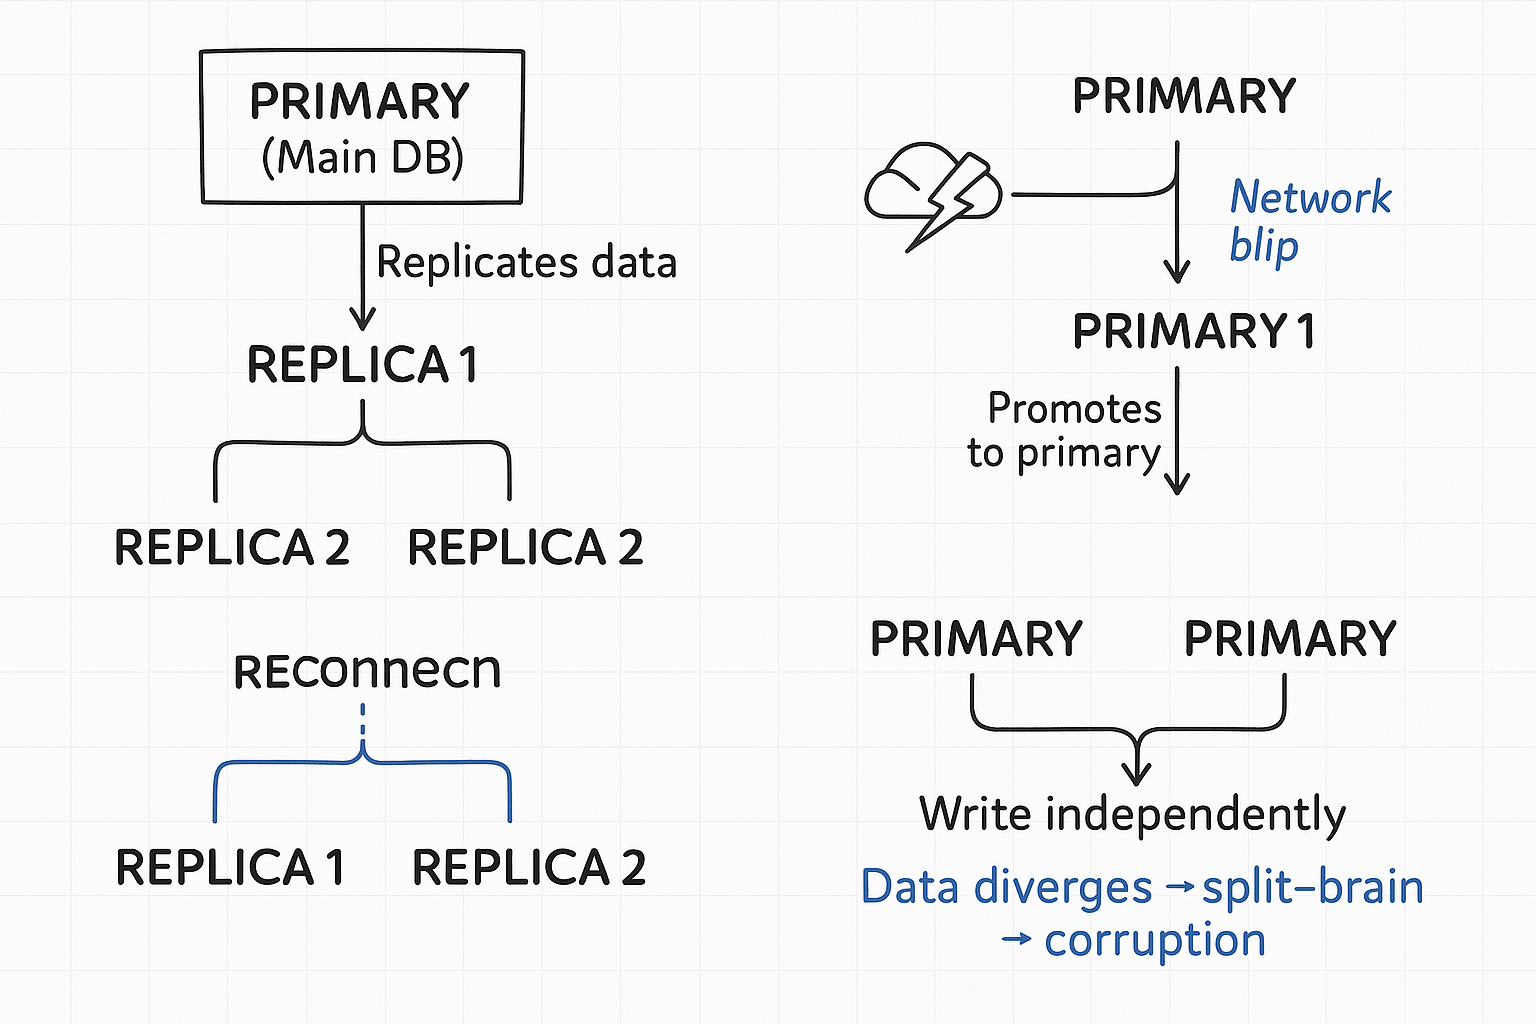 PRIMARY
(Main DB)
Replicates data
REPLICA 1
REPLICA 2 REPLICA 2
REconnecn
REPLICA 1 REPLICA 2
PRIMARY
Network
blip
PRIMARY 1
Promotes
to primary
PRIMARY PRIMARY
Write independently
Data diverges → split–brain
→ corruption